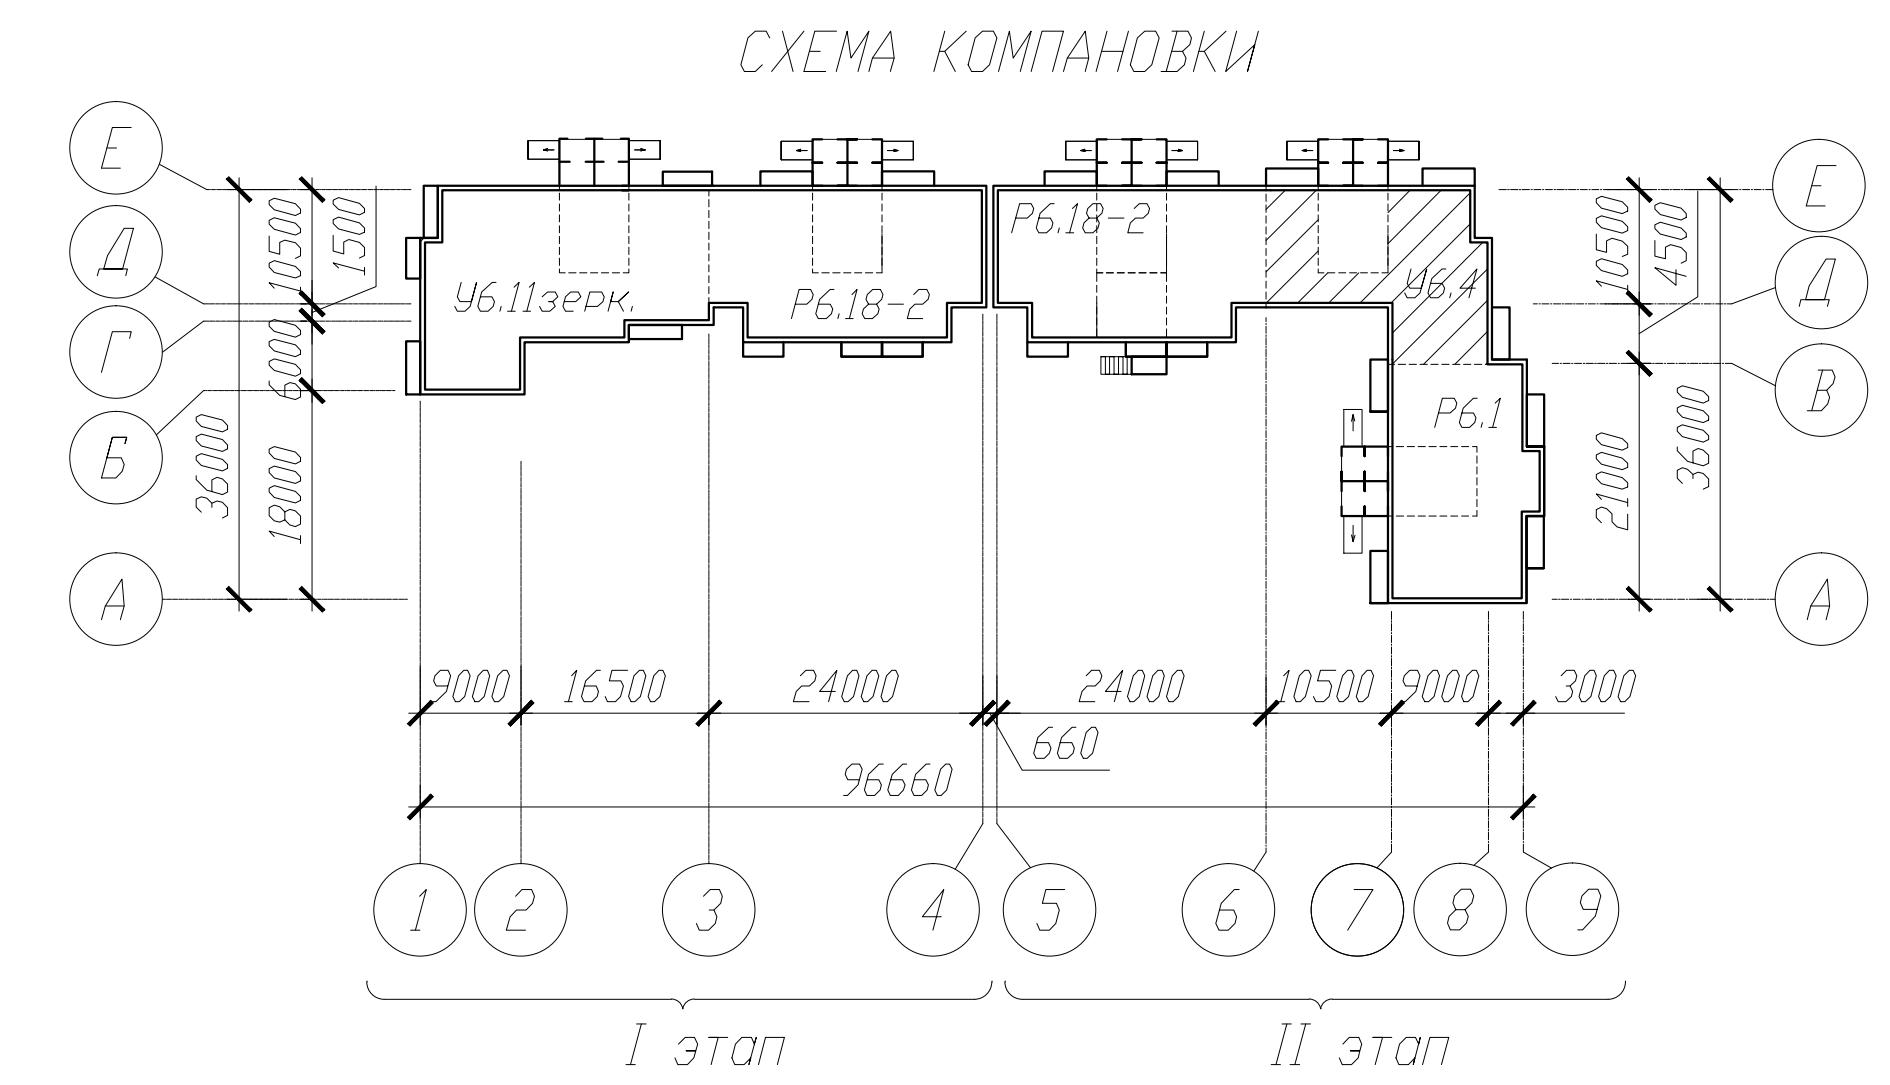 СХЕМА КОМПАНОВКИ
Е
Д
Г
Б
А
36000
10500
1500
6000
18000
У6.11зерк.
Р6.18-2
Р6.18-2
У6.4
Р6.1
10500
4500
21000
36000
Е
Д
В
А
9000
16500
24000
24000
10500
9000
3000
660
96660
1
2
3
4
5
6
7
8
9
I этап
II этап